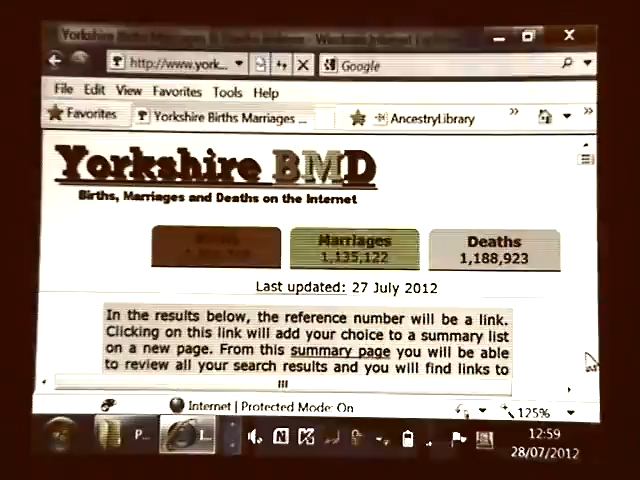 http://www.york...
Google
File Edit View Favorites Tools Help
Favorites
Yorkshire Births Marriages ...
AncestryLibrary
Yorkshire BMD
Births, Marriages and Deaths on the Internet
Marriages
1,135,122
Deaths
1,188,923
Last updated: 27 July 2012
In the results below, the reference number will be a link.
Clicking on this link will add your choice to a summary list
on a new page. From this summary page you will be able
to review all your search results and you will find links to
Internet | Protected Mode: On
125%
P...
I...
12:59
28/07/2012